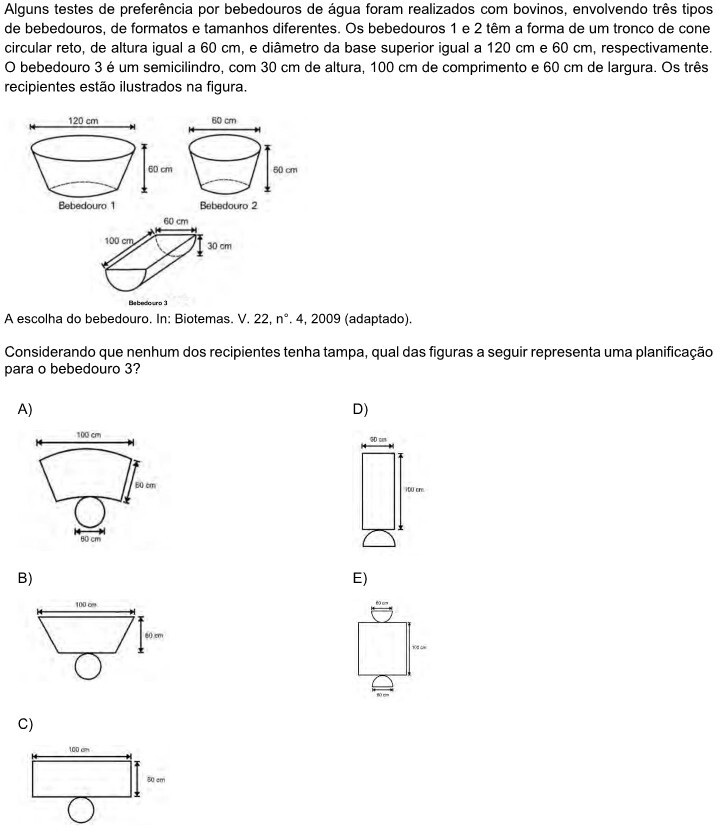 Alguns testes de preferência por bebedouros de água foram realizados com bovinos, envolvendo três tipos
de bebedouros, de formatos e tamanhos diferentes. Os bebedouros 1 e 2 têm a forma de um tronco de cone
circular reto, de altura igual a 60 cm, e diâmetro da base superior igual a 120 cm e 60 cm, respectivamente.
O bebedouro 3 é um semicilindro, com 30 cm de altura, 100 cm de comprimento e 60 cm de largura. Os três
recipientes estão ilustrados na figura.
120 cm
60 cm
60 cm
60 cm
Bebedouro 1
Bebedouro 2
60 cm
100 cm
30 cm
Bebedouro 3
A escolha do bebedouro. In: Biotemas. V. 22, n°. 4, 2009 (adaptado).
Considerando que nenhum dos recipientes tenha tampa, qual das figuras a seguir representa uma planificação
para o bebedouro 3?
A)
100 cm
60 cm
60 cm
B)
100 cm
60 cm
C)
100 cm
60 cm
D)
60 cm
100 cm
E)
60 cm
100 cm
60 cm